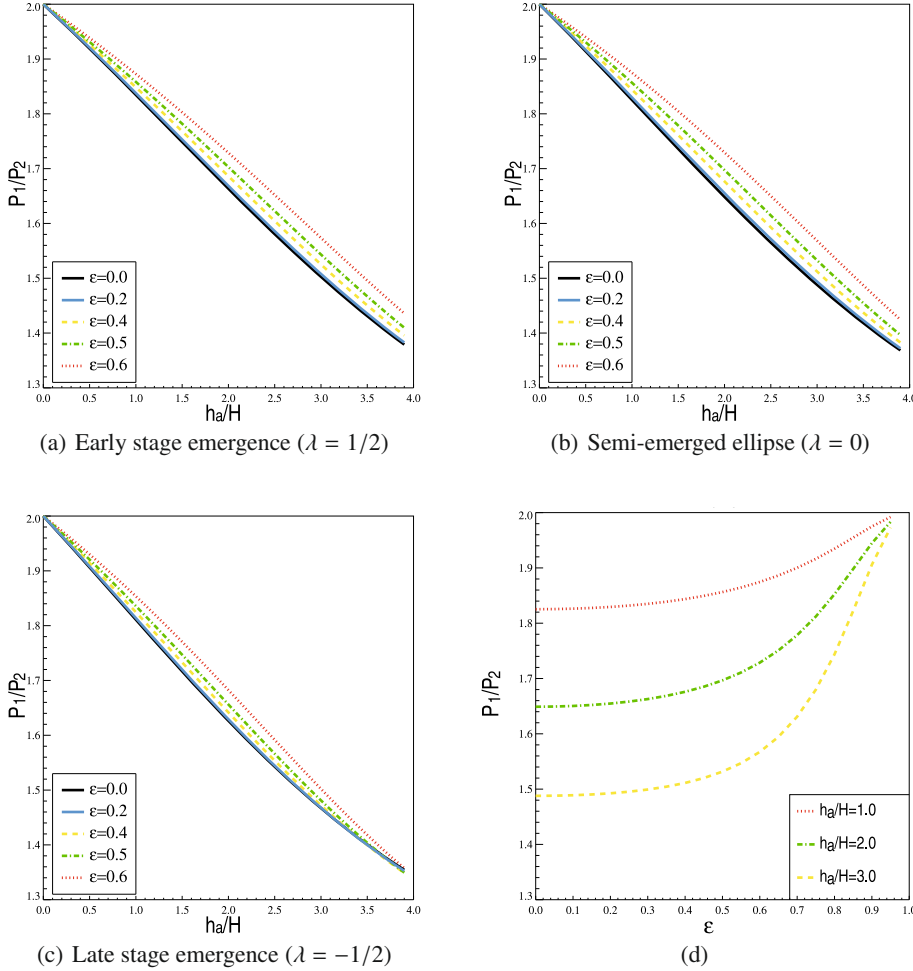 2.0
1.9
1.8
1.7
1.6
1.5
1.4
1.3
P1/P2
ε=0.0
ε=0.2
ε=0.4
ε=0.5
ε=0.6
0.0 0.5 1.0 1.5 2.0 2.5 3.0 3.5 4.0
ha/H
(a) Early stage emergence (λ = 1/2)
2.0
1.9
1.8
1.7
1.6
1.5
1.4
1.3
P1/P2
ε=0.0
ε=0.2
ε=0.4
ε=0.5
ε=0.6
0.0 0.5 1.0 1.5 2.0 2.5 3.0 3.5 4.0
ha/H
(b) Semi-emerged ellipse (λ = 0)
2.0
1.9
1.8
1.7
1.6
1.5
1.4
1.3
P1/P2
ε=0.0
ε=0.2
ε=0.4
ε=0.5
ε=0.6
0.0 0.5 1.0 1.5 2.0 2.5 3.0 3.5 4.0
ha/H
(c) Late stage emergence (λ = −1/2)
2.0
1.9
1.8
1.7
1.6
1.5
1.4
1.3
P1/P2
ha/H=1.0
ha/H=2.0
ha/H=3.0
0.0 0.1 0.2 0.3 0.4 0.5 0.6 0.7 0.8 0.9 1.0
ε
(d)